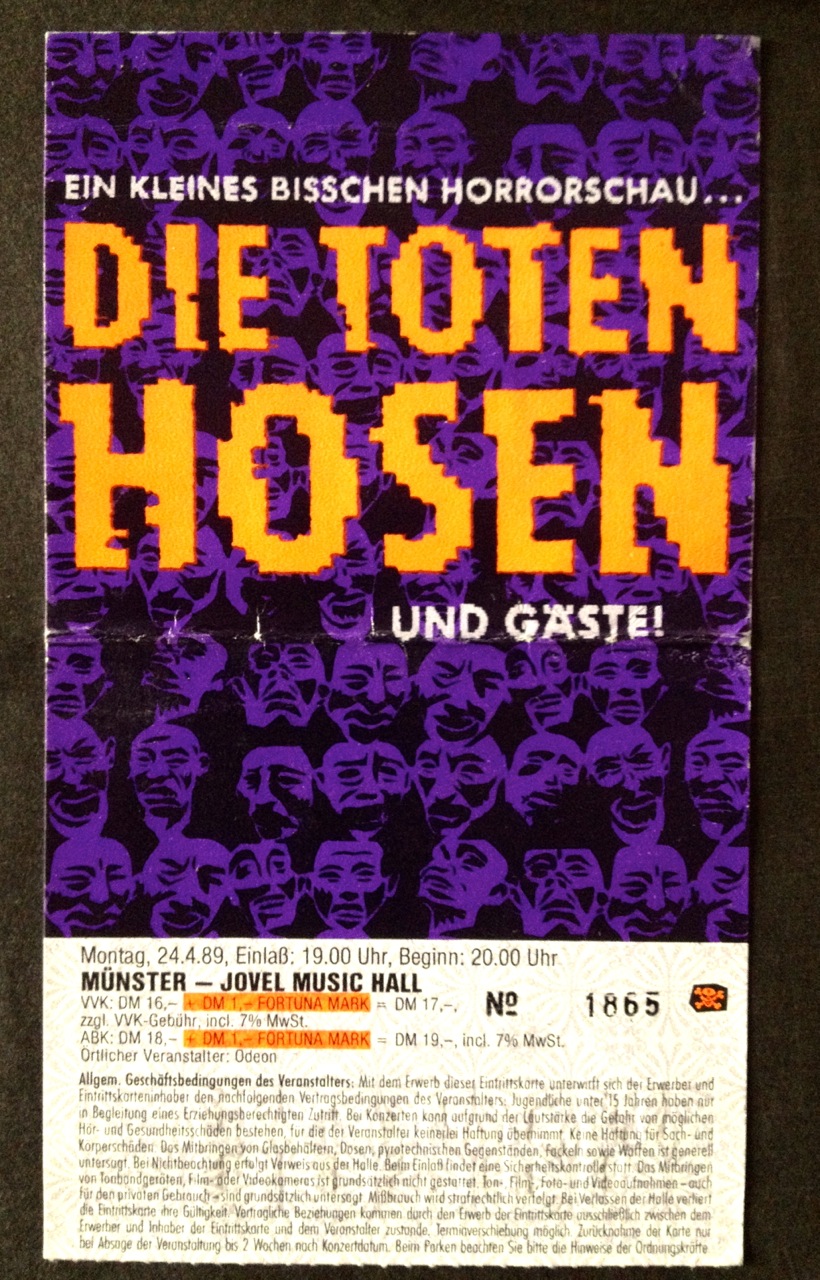 EIN KLEINES BISSCHEN HORRORSCHAU...
DIE TOTEN
HOSEN
UND GÄSTE!
Montag, 24.4.89, Einlaß: 19.00 Uhr, Beginn: 20.00 Uhr
MÜNSTER – JOVEL MUSIC HALL
VVK: DM 16,– + DM 1,– FORTUNA MARK = DM 17,–,
zzgl. VVK-Gebühr, incl. 7% MwSt.
Nº 1865
ABK: DM 18,– + DM 1,– FORTUNA MARK = DM 19,–, incl. 7% MwSt.
Örtlicher Veranstalter: Odeon
Allgem. Geschäftsbedingungen des Veranstalters: Mit dem Erwerb dieser Eintrittskarte unterwirft sich der Erwerber und
Eintrittskarteninhaber den nachfolgenden Vertragsbedingungen des Veranstalters: Jugendliche unter 15 Jahren haben nur
in Begleitung eines Erziehungsberechtigten Zutritt. Bei Konzerten kann aufgrund der Lautstärke die Gefahr von möglichen
Hör- und Gesundheitsschäden bestehen, für die der Veranstalter keinerlei Haftung übernimmt. Keine Haftung für Sach- und
Körperschäden. Das Mitbringen von Glasbehältern, Dosen, pyrotechnischen Gegenständen, Fackeln sowie Waffen ist generell
untersagt. Bei Nichtbeachtung erfolgt Verweis aus der Halle. Beim Einlaß findet eine Sicherheitskontrolle statt. Das Mitbringen
von Tonbandgeräten, Film- oder Videokameras ist grundsätzlich nicht gestattet. Ton-, Film-, Foto- und Videoaufnahmen – auch
für den privaten Gebrauch – sind grundsätzlich untersagt. Mißbrauch wird strafrechtlich verfolgt. Bei Verlassen der Halle verliert
die Eintrittskarte ihre Gültigkeit. Vertragliche Beziehungen kommen durch den Erwerb der Eintrittskarte ausschließlich zwischen dem
Erwerber und Inhaber der Eintrittskarte und dem Veranstalter zustande. Terminverschiebung möglich. Zurücknahme der Karte nur
bei Absage der Veranstaltung bis 2 Wochen nach Konzertdatum. Beim Parken beachten Sie bitte die Hinweise der Ordnungskräfte